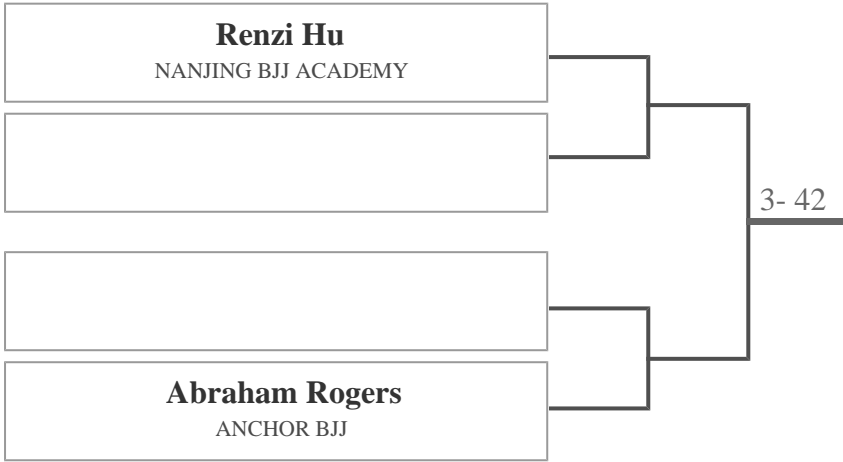 Renzi Hu
NANJING BJJ ACADEMY
3- 42
Abraham Rogers
ANCHOR BJJ